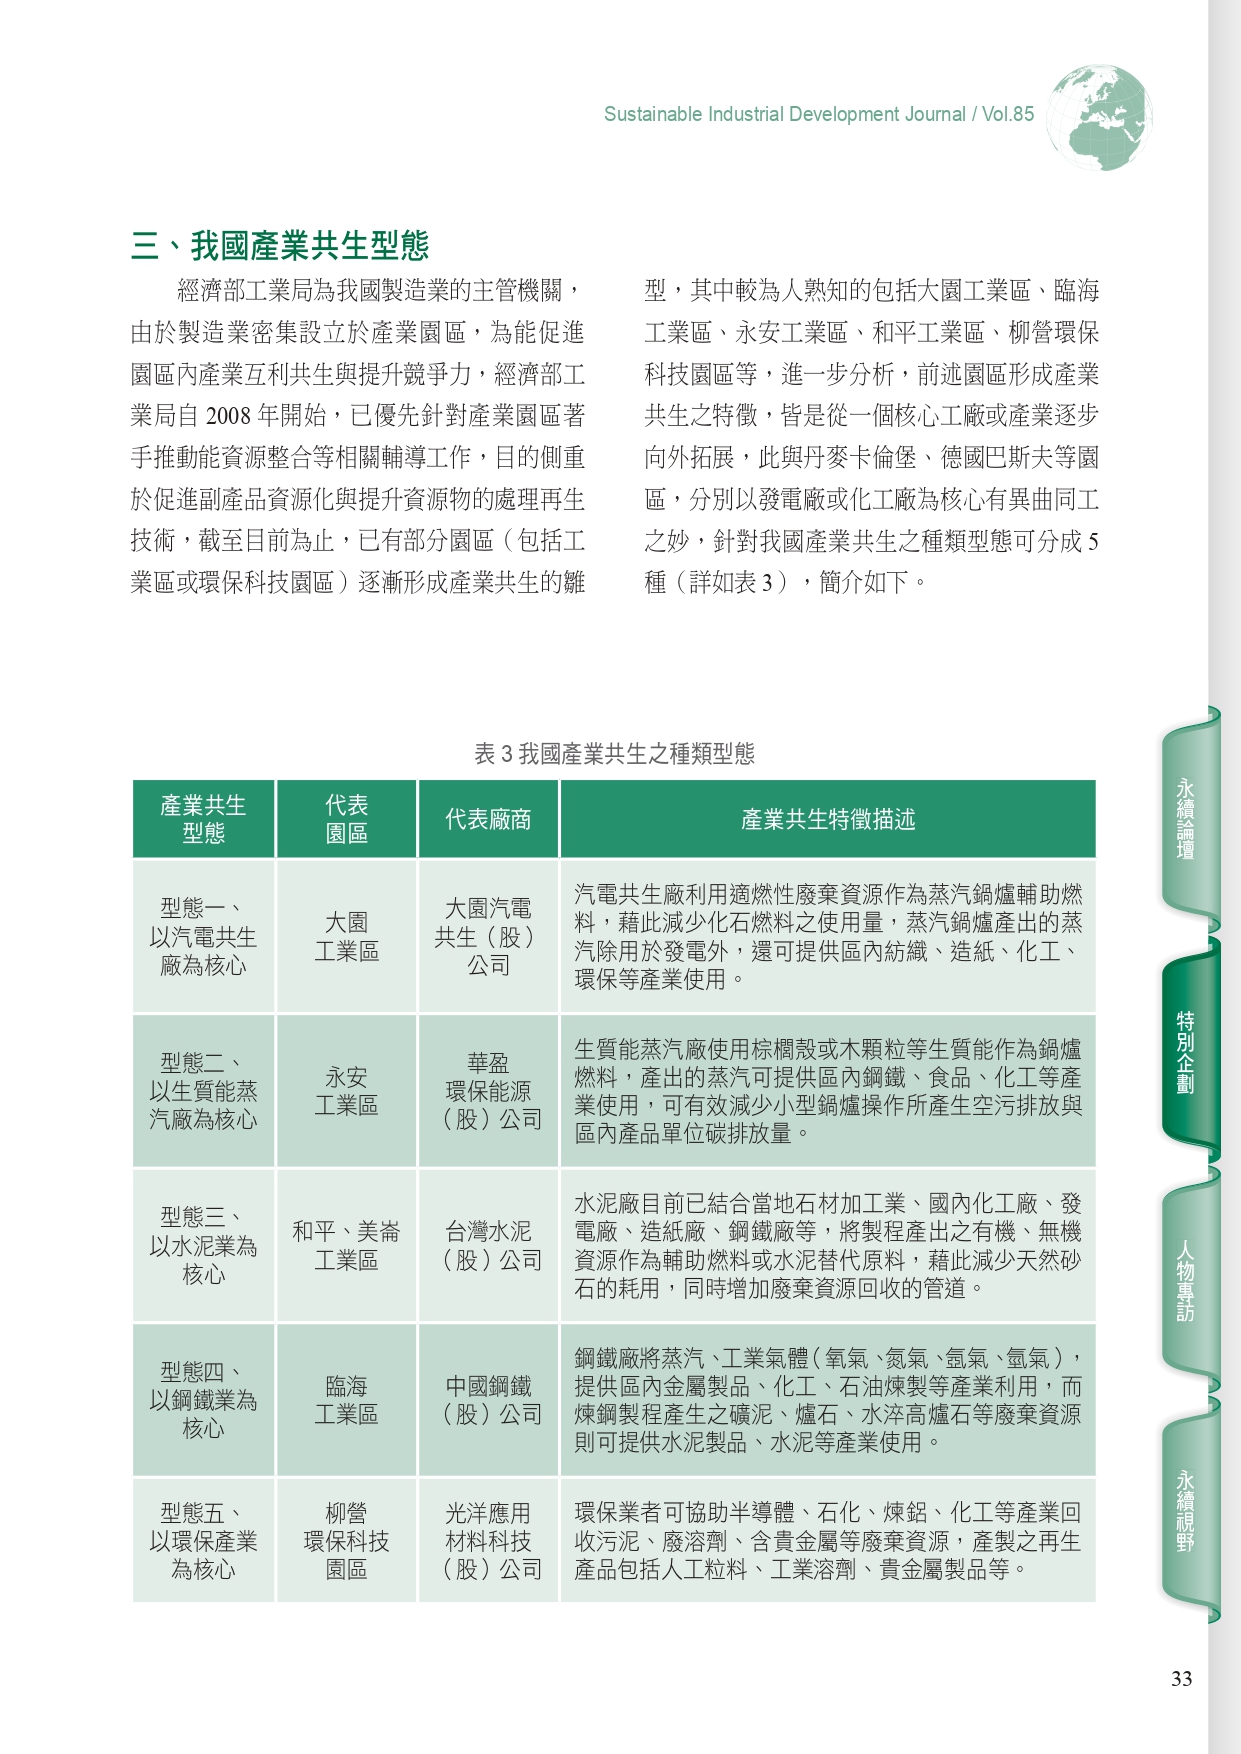 Sustainable Industrial Development Journal / Vol.85
三、我國產業共生型態
經濟部工業局為我國製造業的主管機關，
由於製造業密集設立於產業園區，為能促進
園區內產業互利共生與提升競爭力，經濟部工
業局自 2008 年開始，已優先針對產業園區著
手推動能資源整合等相關輔導工作，目的側重
於促進副產品資源化與提升資源物的處理再生
技術，截至目前為止，已有部分園區（包括工
業區或環保科技園區）逐漸形成產業共生的雛
型，其中較為人熟知的包括大園工業區、臨海
工業區、永安工業區、和平工業區、柳營環保
科技園區等，進一步分析，前述園區形成產業
共生之特徵，皆是從一個核心工廠或產業逐步
向外拓展，此與丹麥卡倫堡、德國巴斯夫等園
區，分別以發電廠或化工廠為核心有異曲同工
之妙，針對我國產業共生之種類型態可分成 5
種（詳如表 3），簡介如下。
表 3 我國產業共生之種類型態
產業共生
型態
代表
園區
代表廠商
產業共生特徵描述
型態一、
以汽電共生
廠為核心
大園
工業區
大園汽電
共生（股）
公司
汽電共生廠利用適燃性廢棄資源作為蒸汽鍋爐輔助燃
料，藉此減少化石燃料之使用量，蒸汽鍋爐產出的蒸
汽除用於發電外，還可提供區內紡織、造紙、化工、
環保等產業使用。
型態二、
以生質能蒸
汽廠為核心
永安
工業區
華盈
環保能源
（股）公司
生質能蒸汽廠使用棕櫚殼或木顆粒等生質能作為鍋爐
燃料，產出的蒸汽可提供區內鋼鐵、食品、化工等產
業使用，可有效減少小型鍋爐操作所產生空污排放與
區內產品單位碳排放量。
型態三、
以水泥業為
核心
和平、美崙
工業區
台灣水泥
（股）公司
水泥廠目前已結合當地石材加工業、國內化工廠、發
電廠、造紙廠、鋼鐵廠等，將製程產出之有機、無機
資源作為輔助燃料或水泥替代原料，藉此減少天然砂
石的耗用，同時增加廢棄資源回收的管道。
型態四、
以鋼鐵業為
核心
臨海
工業區
中國鋼鐵
（股）公司
鋼鐵廠將蒸汽、工業氣體（氧氣、氮氣、氬氣、氫氣），
提供區內金屬製品、化工、石油煉製等產業利用，而
煉鋼製程產生之礦泥、爐石、水淬高爐石等廢棄資源
則可提供水泥製品、水泥等產業使用。
型態五、
以環保產業
為核心
柳營
環保科技
園區
光洋應用
材料科技
（股）公司
環保業者可協助半導體、石化、煉鋁、化工等產業回
收污泥、廢溶劑、含貴金屬等廢棄資源，產製之再生
產品包括人工粒料、工業溶劑、貴金屬製品等。
永續論壇
特別企劃
人物專訪
永續視野
33